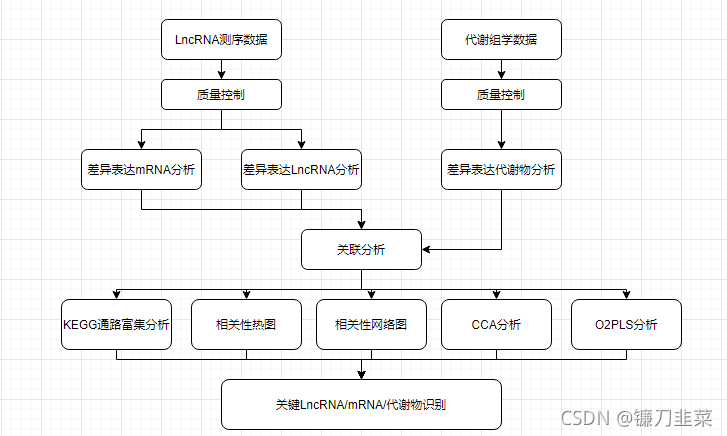 LncRNA测序数据
代谢组学数据
质量控制
质量控制
差异表达mRNA分析
差异表达LncRNA分析
差异表达代谢物分析
关联分析
KEGG通路富集分析
相关性热图
相关性网络图
CCA分析
O2PLS分析
关键LncRNA/mRNA/代谢物识别
CSDN @镰刀韭菜